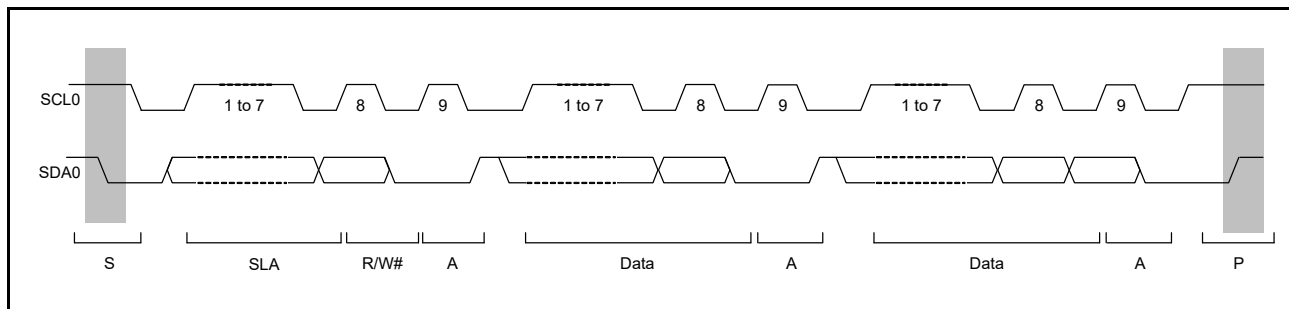 SCL0 1 to 7 8 9 1 to 7 8 9 1 to 7 8 9
SDA0
S SLA R/W# A Data A Data A P